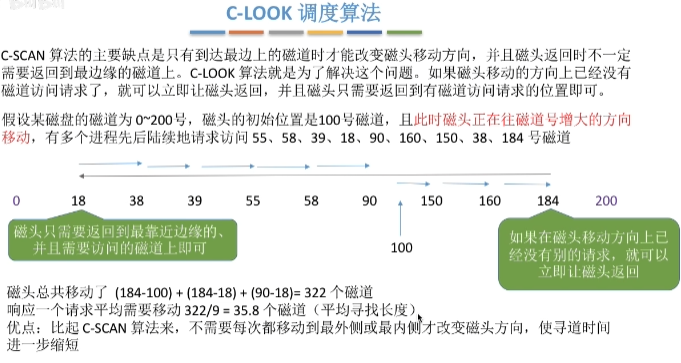 C-LOOK 调度算法
C-SCAN 算法的主要缺点是只有到达最边上的磁道时才能改变磁头移动方向，并且磁头返回时不一定
需要返回到最边缘的磁道上。C-LOOK 算法就是为了解决这个问题。如果磁头移动的方向上已经没有
磁道访问请求了，就可以立即让磁头返回，并且磁头只需要返回到有磁道访问请求的位置即可。
假设某磁盘的磁道为 0~200号，磁头的初始位置是100号磁道，且此时磁头正在往磁道号增大的方向
移动，有多个进程先后陆续地请求访问 55、58、39、18、90、160、150、38、184 号磁道
0 18 38 39 55 58 90 150 160 184 200
100
磁头只需要返回到最靠近边缘的、
并且需要访问的磁道上即可
如果在磁头移动方向上已
经没有别的请求，就可以
立即让磁头返回
磁头总共移动了 (184-100) + (184-18) + (90-18)= 322 个磁道
响应一个请求平均需要移动 322/9 = 35.8 个磁道（平均寻找长度）
优点：比起 C-SCAN 算法来，不需要每次都移动到最外侧或最内侧才改变磁头方向，使寻道时间
进一步缩短